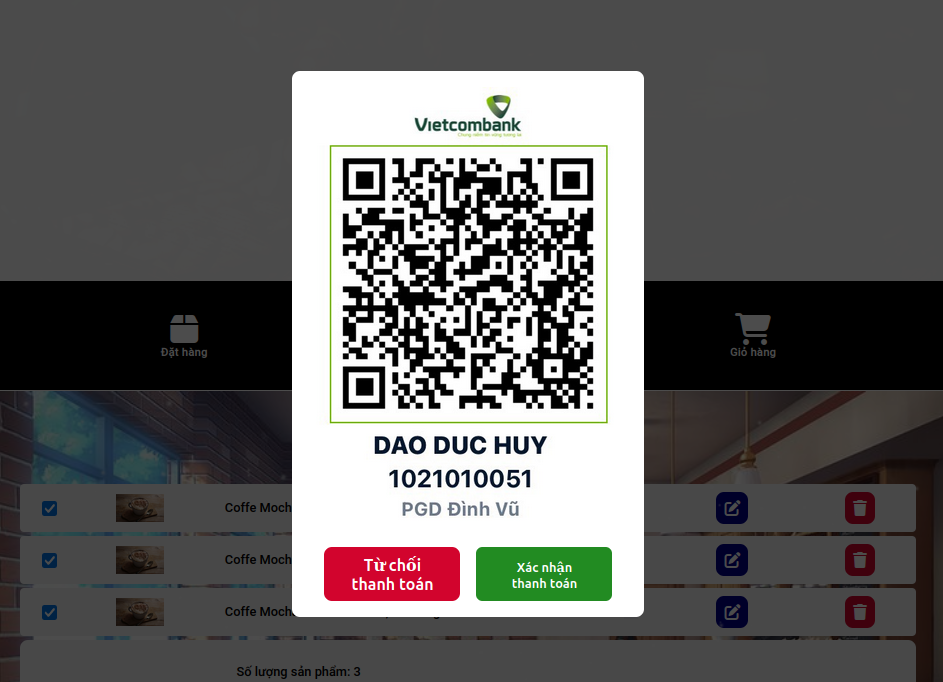 Vietcombank
Đặt hàng
Giỏ hàng
DAO DUC HUY
1021010051
PGD Đình Vũ
Coffe Moch
Coffe Moch
Coffe Moch
Từ chối
thanh toán
Xác nhận
thanh toán
Số lượng sản phẩm: 3